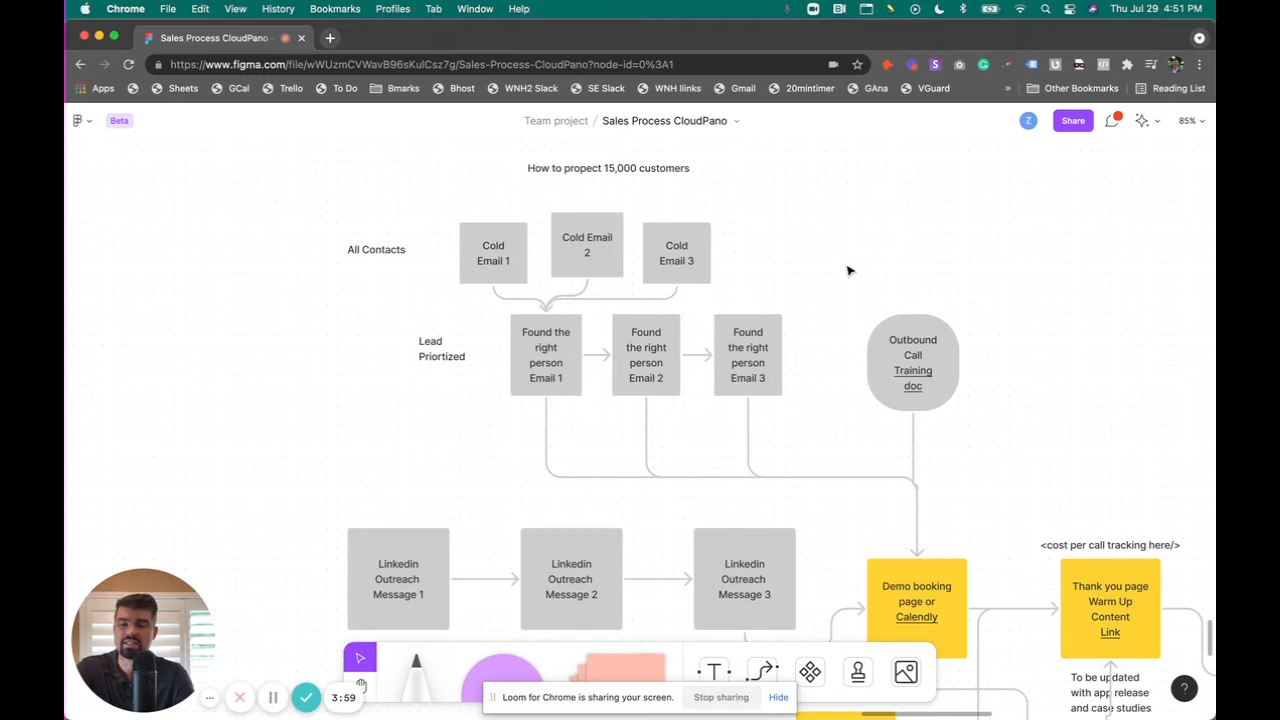 Chrome File Edit View History Bookmarks Profiles Tab Window Help
Thu Jul 29 4:51 PM
Sales Process CloudPano -
https://www.figma.com/file/wWUzmCVWavB96sKulCsz7g/Sales-Process-CloudPano?node-id=0%3A1
Apps Sheets GCal Trello To Do Bmarks Bhost WNH2 Slack SE Slack WNH llinks Gmail 20mintimer GAna VGuard » Other Bookmarks Reading List
Beta
Team project / Sales Process CloudPano
Z
Share
85%
How to propect 15,000 customers
All Contacts
Cold
Email 1
Cold Email
2
Cold
Email 3
Lead
Priortized
Found the
right
person
Email 1
Found
the right
person
Email 2
Found
the right
person
Email 3
Outbound
Call
Training
doc
Linkedin
Outreach
Message 1
Linkedin
Outreach
Message 2
Linkedin
Outreach
Message 3
<cost per call tracking here/>
Demo booking
page or
Calendly
Thank you page
Warm Up
Content
Link
To be updated
with app release
and case studies
T
3:59
Loom for Chrome is sharing your screen.
Stop sharing
Hide
?